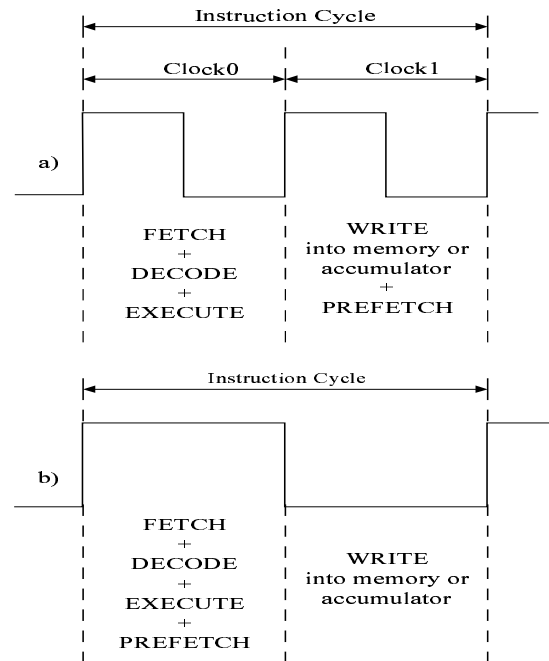 Instruction Cycle
Clock0 Clock1
a)
FETCH
+
DECODE
+
EXECUTE
WRITE
into memory or
accumulator
+
PREFETCH
Instruction Cycle
b)
FETCH
+
DECODE
+
EXECUTE
+
PREFETCH
WRITE
into memory or
accumulator